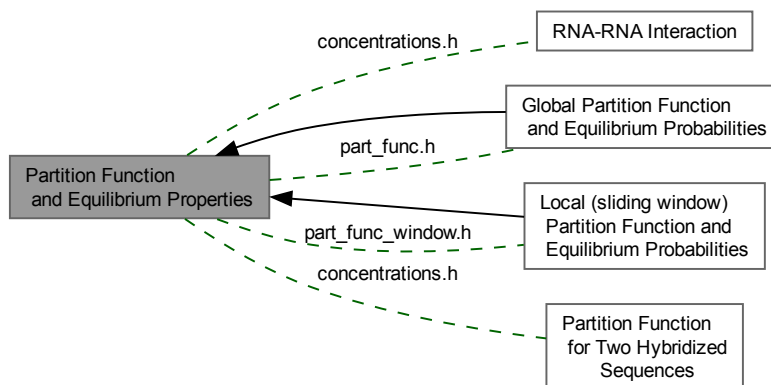 concentrations.h
RNA-RNA Interaction
Global Partition Function
and Equilibrium Probabilities
part_func.h
Partition Function
and Equilibrium Properties
Local (sliding window)
Partition Function and
Equilibrium Probabilities
part_func_window.h
concentrations.h
Partition Function
for Two Hybridized
Sequences